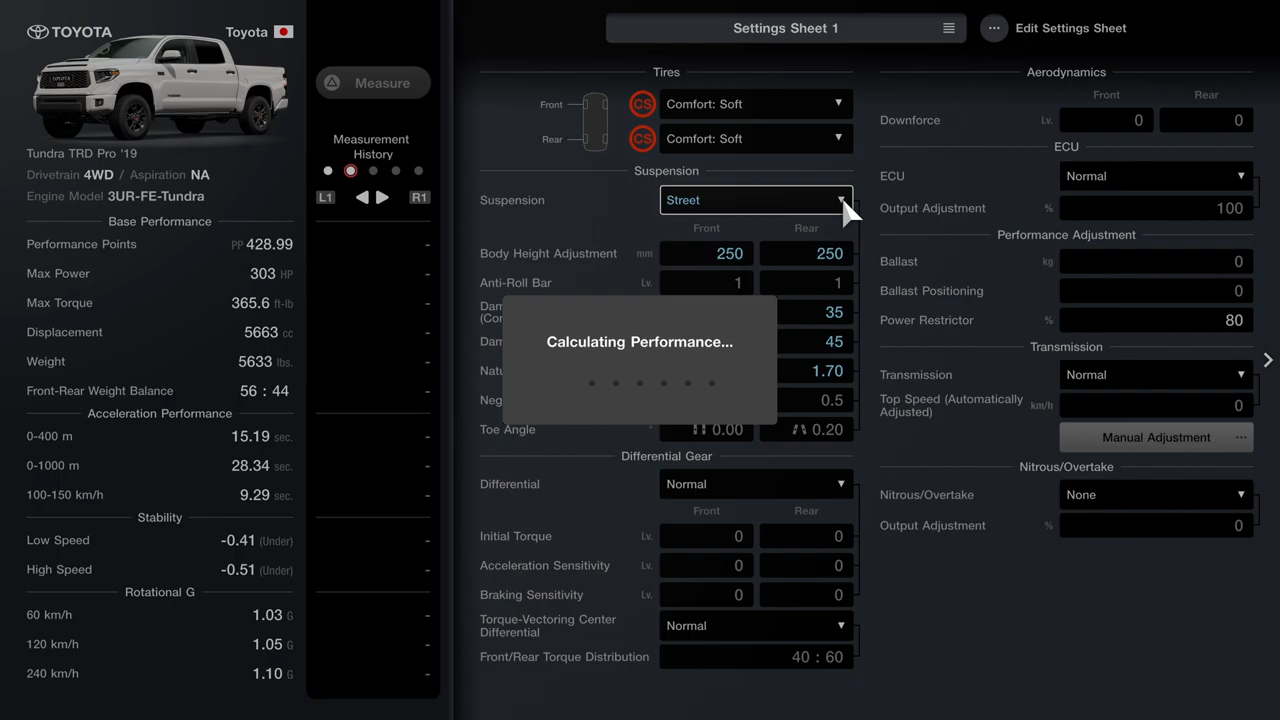 TOYOTA
Toyota
Tundra TRD Pro '19
Drivetrain 4WD / Aspiration NA
Engine Model 3UR-FE-Tundra
Base Performance
Performance Points PP 428.99
Max Power 303 HP
Max Torque 365.6 ft-lb
Displacement 5663 cc
Weight 5633 lbs.
Front-Rear Weight Balance 56 : 44
Acceleration Performance
0-400 m 15.19 sec.
0-1000 m 28.34 sec.
100-150 km/h 9.29 sec.
Stability
Low Speed -0.41 (Under)
High Speed -0.51 (Under)
Rotational G
60 km/h 1.03 G
120 km/h 1.05 G
240 km/h 1.10 G
Measure
Measurement
History
L1 R1
-
-
-
-
-
-
-
-
-
-
-
-
-
-
Settings Sheet 1
Edit Settings Sheet
Tires
Front CS Comfort: Soft
Rear CS Comfort: Soft
Suspension
Suspension Street
Front Rear
Body Height Adjustment mm 250 250
Anti-Roll Bar Lv. 1 1
Dam 35
(Con
Dam 45
Natu 1.70
Neg 0.5
Toe Angle ° 0.00 0.20
Calculating Performance...
Differential Gear
Differential Normal
Front Rear
Initial Torque Lv. 0 0
Acceleration Sensitivity Lv. 0 0
Braking Sensitivity Lv. 0 0
Torque-Vectoring Center
Differential Normal
Front/Rear Torque Distribution 40 : 60
Aerodynamics
Front Rear
Downforce Lv. 0 0
ECU
ECU Normal
Output Adjustment % 100
Performance Adjustment
Ballast kg 0
Ballast Positioning 0
Power Restrictor % 80
Transmission
Transmission Normal
Top Speed (Automatically
Adjusted) km/h 0
Manual Adjustment
Nitrous/Overtake
Nitrous/Overtake None
Output Adjustment % 0